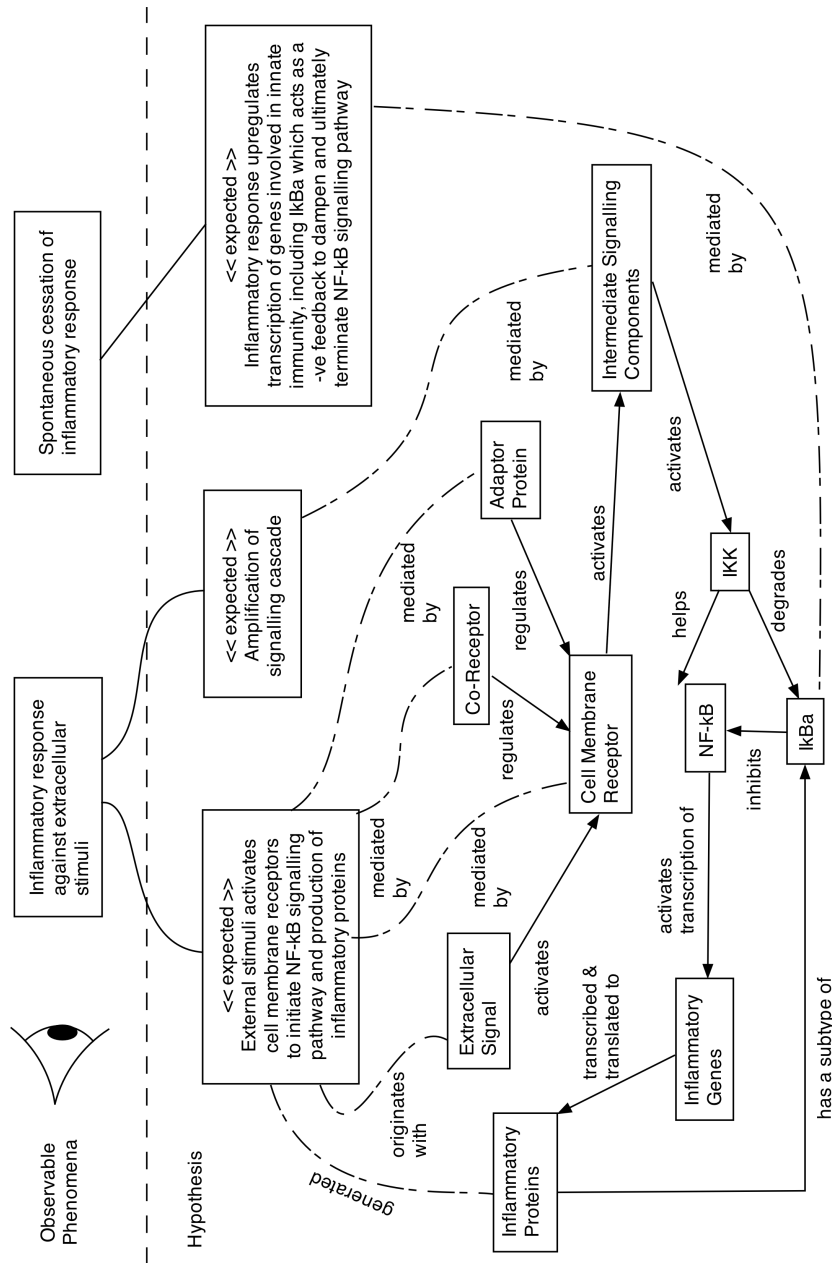 Observable
Phenomena
Inflammatory response
against extracellular
stimuli
Spontaneous cessation of
inflammatory response
Hypothesis
<< expected >>
External stimuli activates
cell membrane receptors
to initiate NF-kB signalling
pathway and production of
inflammatory proteins
<< expected >>
Amplification of
signalling cascade
<< expected >>
Inflammatory response upregulates
transcription of genes involved in innate
immunity, including IkBa which acts as a
-ve feedback to dampen and ultimately
terminate NF-kB signalling pathway
generated
originates
with
mediated
by
mediated
by
mediated
by
mediated
by
mediated
by
Extracellular
Signal
Co-Receptor
Adaptor
Protein
activates
regulates
regulates
Inflammatory
Proteins
Cell Membrane
Receptor
activates
Intermediate Signalling
Components
transcribed &
translated to
activates
transcription of
helps
activates
Inflammatory
Genes
NF-kB
IKK
inhibits
degrades
IkBa
has a subtype of